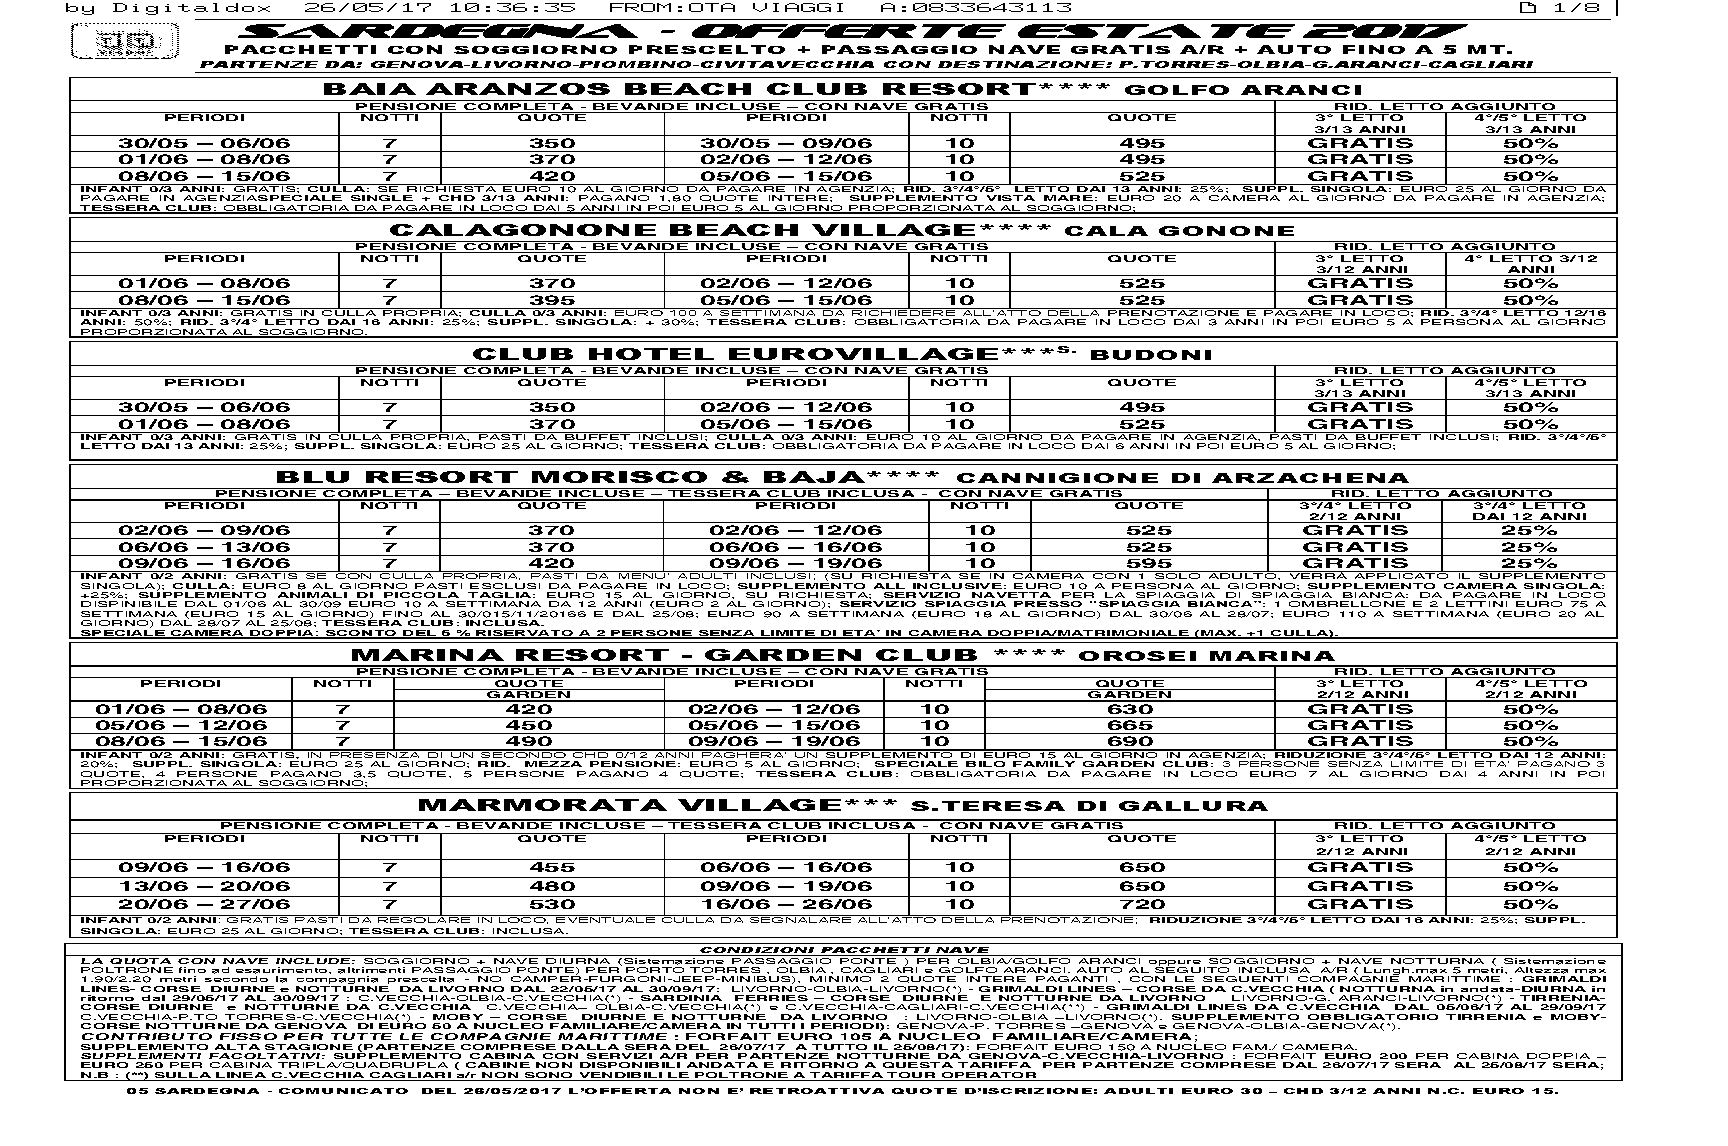 by Digitaldox 26/05/17 10:36:35 FROM:OTA VIAGGI A:0833643113 1/8
SARDEGNA - OFFERTE ESTATE 2017
PACCHETTI CON SOGGIORNO PRESCELTO + PASSAGGIO NAVE GRATIS A/R + AUTO FINO A 5 MT.
PARTENZE DA: GENOVA-LIVORNO-PIOMBINO-CIVITAVECCHIA CON DESTINAZIONE: P.TORRES-OLBIA-G.ARANCI-CAGLIARI
BAIA ARANZOS BEACH CLUB RESORT**** GOLFO ARANCI
PENSIONE COMPLETA - BEVANDE INCLUSE – CON NAVE GRATIS RID. LETTO AGGIUNTO
PERIODI NOTTI QUOTE PERIODI NOTTI QUOTE 3° LETTO 4°/5° LETTO
3/13 ANNI 3/13 ANNI
30/05 – 06/06 7 350 30/05 – 09/06 10 495 GRATIS 50%
01/06 – 08/06 7 370 02/06 – 12/06 10 495 GRATIS 50%
08/06 – 15/06 7 420 05/06 – 15/06 10 525 GRATIS 50%
INFANT 0/3 ANNI: GRATIS; CULLA: SE RICHIESTA EURO 10 AL GIORNO DA PAGARE IN AGENZIA; RID. 3°/4°/5° LETTO DAI 13 ANNI: 25%; SUPPL. SINGOLA: EURO 25 AL GIORNO DA
PAGARE IN AGENZIASPECIALE SINGLE + CHD 3/13 ANNI: PAGANO 1,80 QUOTE INTERE; SUPPLEMENTO VISTA MARE: EURO 20 A CAMERA AL GIORNO DA PAGARE IN AGENZIA;
TESSERA CLUB: OBBLIGATORIA DA PAGARE IN LOCO DAI 5 ANNI IN POI EURO 5 AL GIORNO PROPORZIONATA AL SOGGIORNO;
CALAGONONE BEACH VILLAGE**** CALA GONONE
PENSIONE COMPLETA - BEVANDE INCLUSE – CON NAVE GRATIS RID. LETTO AGGIUNTO
PERIODI NOTTI QUOTE PERIODI NOTTI QUOTE 3° LETTO 4° LETTO 3/12
3/12 ANNI ANNI
01/06 – 08/06 7 370 02/06 – 12/06 10 525 GRATIS 50%
08/06 – 15/06 7 395 05/06 – 15/06 10 525 GRATIS 50%
INFANT 0/3 ANNI: GRATIS IN CULLA PROPRIA; CULLA 0/3 ANNI: EURO 100 A SETTIMANA DA RICHIEDERE ALL'ATTO DELLA PRENOTAZIONE E PAGARE IN LOCO; RID. 3°/4° LETTO 12/16
ANNI: 50%; RID. 3°/4° LETTO DAI 16 ANNI: 25%; SUPPL. SINGOLA: + 30%; TESSERA CLUB: OBBLIGATORIA DA PAGARE IN LOCO DAI 3 ANNI IN POI EURO 5 A PERSONA AL GIORNO
PROPORZIONATA AL SOGGIORNO.
CLUB HOTEL EUROVILLAGE***S. BUDONI
PENSIONE COMPLETA - BEVANDE INCLUSE – CON NAVE GRATIS RID. LETTO AGGIUNTO
PERIODI NOTTI QUOTE PERIODI NOTTI QUOTE 3° LETTO 4°/5° LETTO
3/13 ANNI 3/13 ANNI
30/05 – 06/06 7 350 02/06 – 12/06 10 495 GRATIS 50%
01/06 – 08/06 7 370 05/06 – 15/06 10 525 GRATIS 50%
INFANT 0/3 ANNI: GRATIS IN CULLA PROPRIA, PASTI DA BUFFET INCLUSI; CULLA 0/3 ANNI: EURO 10 AL GIORNO DA PAGARE IN AGENZIA, PASTI DA BUFFET INCLUSI; RID. 3°/4°/5°
LETTO DAI 13 ANNI: 25%; SUPPL. SINGOLA: EURO 25 AL GIORNO; TESSERA CLUB: OBBLIGATORIA DA PAGARE IN LOCO DAI 6 ANNI IN POI EURO 5 AL GIORNO;
BLU RESORT MORISCO & BAJA**** CANNIGIONE DI ARZACHENA
PENSIONE COMPLETA – BEVANDE INCLUSE – TESSERA CLUB INCLUSA - CON NAVE GRATIS RID. LETTO AGGIUNTO
PERIODI NOTTI QUOTE PERIODI NOTTI QUOTE 3°/4° LETTO 3°/4° LETTO
2/12 ANNI DAI 12 ANNI
02/06 – 09/06 7 370 02/06 – 12/06 10 525 GRATIS 25%
06/06 – 13/06 7 370 06/06 – 16/06 10 525 GRATIS 25%
09/06 – 16/06 7 420 09/06 – 19/06 10 595 GRATIS 25%
INFANT 0/2 ANNI: GRATIS SE CON CULLA PROPRIA, PASTI DA MENU' ADULTI INCLUSI; (SU RICHIESTA SE IN CAMERA CON 1 SOLO ADULTO, VERRA APPLICATO IL SUPPLEMENTO
SINGOLA); CULLA: EURO 8 AL GIORNO PASTI ESCLUSI DA PAGARE IN LOCO; SUPPLEMENTO ALL INCLUSIVE: EURO 10 A PERSONA AL GIORNO; SUPPLEMENTO CAMERA SINGOLA:
+25%; SUPPLEMENTO ANIMALI DI PICCOLA TAGLIA: EURO 15 AL GIORNO, SU RICHIESTA; SERVIZIO NAVETTA PER LA SPIAGGIA DI SPIAGGIA BIANCA: DA PAGARE IN LOCO
DISPINIBILE DAL 01/06 AL 30/09 EURO 10 A SETTIMANA DA 12 ANNI (EURO 2 AL GIORNO); SERVIZIO SPIAGGIA PRESSO "SPIAGGIA BIANCA": 1 OMBRELLONE E 2 LETTINI EURO 75 A
SETTIMANA (EURO 15 AL GIORNO) FINO AL 30/015/11/20166 E DAL 25/08; EURO 90 A SETTIMANA (EURO 18 AL GIORNO) DAL 30/06 AL 28/07; EURO 110 A SETTIMANA (EURO 20 AL
GIORNO) DAL 28/07 AL 25/08; TESSERA CLUB: INCLUSA.
SPECIALE CAMERA DOPPIA: SCONTO DEL 5 % RISERVATO A 2 PERSONE SENZA LIMITE DI ETA' IN CAMERA DOPPIA/MATRIMONIALE (MAX. +1 CULLA).
MARINA RESORT - GARDEN CLUB **** OROSEI MARINA
PENSIONE COMPLETA - BEVANDE INCLUSE – CON NAVE GRATIS RID. LETTO AGGIUNTO
PERIODI NOTTI QUOTE PERIODI NOTTI QUOTE 3° LETTO 4°/5° LETTO
GARDEN GARDEN 2/12 ANNI 2/12 ANNI
01/06 – 08/06 7 420 02/06 – 12/06 10 630 GRATIS 50%
05/06 – 12/06 7 450 05/06 – 15/06 10 665 GRATIS 50%
08/06 – 15/06 7 490 09/06 – 19/06 10 690 GRATIS 50%
INFANT 0/2 ANNI: GRATIS, IN PRESENZA DI UN SECONDO CHD 0/12 ANNI PAGHERA' UN SUPPLEMENTO DI EURO 15 AL GIORNO IN AGENZIA; RIDUZIONE 3°/4°/5° LETTO DAI 12 ANNI:
20%; SUPPL. SINGOLA: EURO 25 AL GIORNO; RID. MEZZA PENSIONE: EURO 5 AL GIORNO; SPECIALE BILO FAMILY GARDEN CLUB: 3 PERSONE SENZA LIMITE DI ETA' PAGANO 3
QUOTE, 4 PERSONE PAGANO 3,5 QUOTE, 5 PERSONE PAGANO 4 QUOTE; TESSERA CLUB: OBBLIGATORIA DA PAGARE IN LOCO EURO 7 AL GIORNO DAI 4 ANNI IN POI
PROPORZIONATA AL SOGGIORNO;
MARMORATA VILLAGE*** S.TERESA DI GALLURA
PENSIONE COMPLETA - BEVANDE INCLUSE – TESSERA CLUB INCLUSA - CON NAVE GRATIS RID. LETTO AGGIUNTO
PERIODI NOTTI QUOTE PERIODI NOTTI QUOTE 3° LETTO 4°/5° LETTO
2/12 ANNI 2/12 ANNI
09/06 – 16/06 7 455 06/06 – 16/06 10 650 GRATIS 50%
13/06 – 20/06 7 480 09/06 – 19/06 10 650 GRATIS 50%
20/06 – 27/06 7 530 16/06 – 26/06 10 720 GRATIS 50%
INFANT 0/2 ANNI: GRATIS PASTI DA REGOLARE IN LOCO, EVENTUALE CULLA DA SEGNALARE ALL'ATTO DELLA PRENOTAZIONE; RIDUZIONE 3°/4°/5° LETTO DAI 16 ANNI: 25%; SUPPL.
SINGOLA: EURO 25 AL GIORNO; TESSERA CLUB: INCLUSA.
CONDIZIONI PACCHETTI NAVE
LA QUOTA CON NAVE INCLUDE: SOGGIORNO + NAVE DIURNA (Sistemazione PASSAGGIO PONTE ) PER OLBIA/GOLFO ARANCI oppure SOGGIORNO + NAVE NOTTURNA ( Sistemazione
POLTRONE fino ad esaurimento, altrimenti PASSAGGIO PONTE) PER PORTO TORRES , OLBIA , CAGLIARI e GOLFO ARANCI. AUTO AL SEGUITO INCLUSA A/R ( Lungh.max 5 metri, Altezza max
1.90/2.20 metri secondo la compagnia prescelta - NO CAMPER-FURGONI-JEEP-MINIBUS), MINIMO 2 QUOTE INTERE PAGANTI , CON LE SEGUENTI COMPAGNIE MARITTIME : GRIMALDI
LINES- CORSE DIURNE e NOTTURNE DA LIVORNO DAL 22/05/17 AL 30/09/17: LIVORNO-OLBIA-LIVORNO(*) - GRIMALDI LINES – CORSE DA C.VECCHIA ( NOTTURNA in andata-DIURNA in
ritorno dal 29/05/17 AL 30/09/17 : C.VECCHIA-OLBIA-C.VECCHIA(*) - SARDINIA FERRIES – CORSE DIURNE E NOTTURNE DA LIVORNO LIVORNO-G. ARANCI-LIVORNO(*) - TIRRENIA-
CORSE DIURNE e NOTTURNE DA C.VECCHIA C.VECCHIA– OLBIA-C.VECCHIA(*) e C.VECCHIA-CAGLIARI-C.VECCHIA(**) - GRIMALDI LINES DA C.VECCHIA DAL 05/06/17 AL 29/09/17
C.VECCHIA-P.TTO TORRES-C.VECCHIA(*) - MOBY – CORSE DIURNE NOTTURNE DA LIVORNO : LIVORNO-OLBIA –LIVORNO(*). SUPPLEMENTO OBBLIGATORIO TIRRENIA e MOBY-
CORSE NOTTURNE DA GENOVA DI EURO 50 A NUCLEO FAMILIARE/CAMERA IN TUTTI I PERIODI): GENOVA-P. TORRES –GENOVA e GENOVA-OLBIA-GENOVA(*).
CONTRIBUTO FISSO PER TUTTE LE COMPAGNIE MARITTIME : FORFAIT EURO 105 A NUCLEO FAMILIARE/CAMERA;
SUPPLEMENTO ALTA STAGIONE (PARTENZE COMPRESE DALLA SERA DEL 26/07/17 A TUTTO IL 25/08/17): FORFAIT EURO 150 A NUCLEO FAM./ CAMERA.
SUPPLEMENTI FACOLTATIVI: SUPPLEMENTO CABINA CON SERVIZI A/R PER PARTENZE NOTTURNE DA GENOVA-C.VECCHIA-LIVORNO : FORFAIT EURO 200 PER CABINA DOPPIA –
EURO 250 PER CABINA TRIPLA/QUADRUPLA ( CABINE NON DISPONIBILI ANDATA E RITORNO A QUESTA TARIFFA PER PARTENZE COMPRESE DAL 26/07/17 SERA AL 25/08/17 SERA;
N.B : (**) SULLA LINEA C.VECCHIA CAGLIARI a/r NON SONO VENDIBILI LE POLTRONE A TARIFFA TOUR OPERATOR
05 SARDEGNA - COMUNICATO DEL 26/05/2017 L'OFFERTA NON E' RETROATTIVA QUOTE D'ISCRIZIONE: ADULTI EURO 30 – CHD 3/12 ANNI N.C. EURO 15.